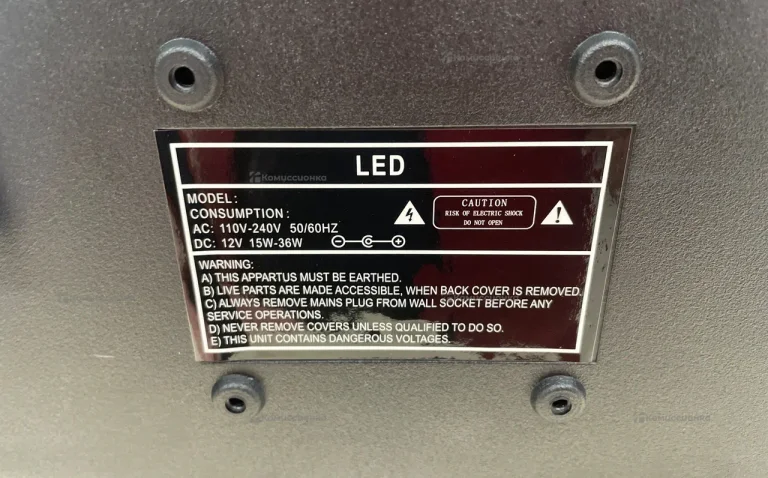 LED
Комиссионка
MODEL:
CONSUMPTION:
AC: 110V-240V 50/60HZ
DC: 12V 15W-36W
CAUTION
RISK OF ELECTRIC SHOCK
DO NOT OPEN
WARNING:
A) THIS APPARTUS MUST BE EARTHED.
B) LIVE PARTS ARE MADE ACCESSIBLE, WHEN BACK COVER IS REMOVED.
C) ALWAYS REMOVE MAINS PLUG FROM WALL SOCKET BEFORE ANY
SERVICE OPERATIONS.
D) NEVER REMOVE COVERS UNLESS QUALIFIED TO DO SO.
E) THIS UNIT CONTAINS DANGEROUS VOLTAGES.
Комиссионка
Комиссионка